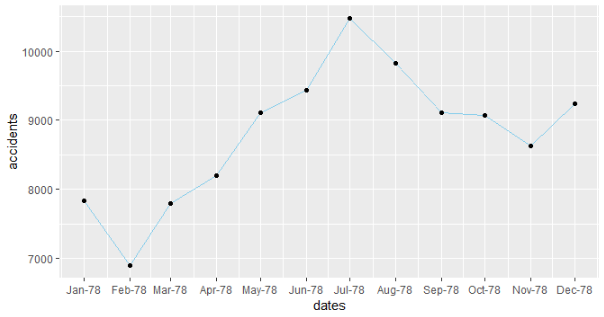 10000
9000
8000
7000
accidents
Jan-78 Feb-78 Mar-78 Apr-78 May-78 Jun-78 Jul-78 Aug-78 Sep-78 Oct-78 Nov-78 Dec-78
dates